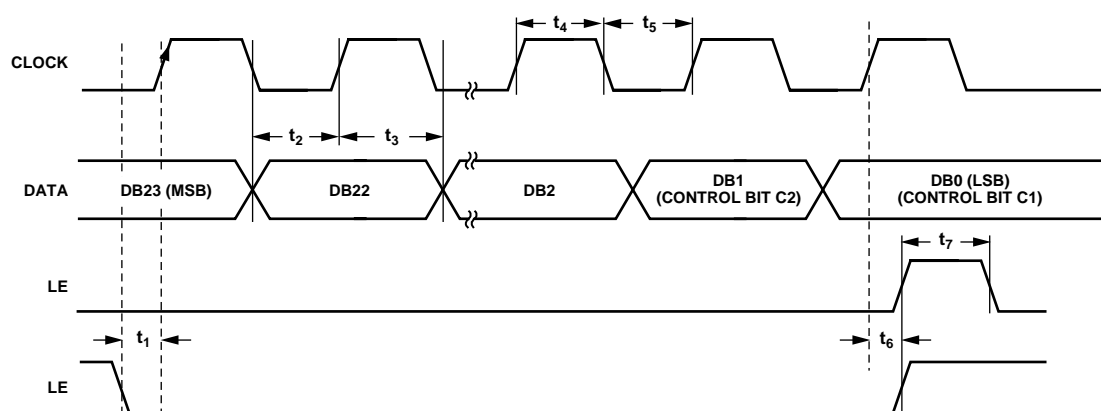 t4
t5
CLOCK
t2
t3
DATA
DB23 (MSB)
DB22
DB2
DB1
(CONTROL BIT C2)
DB0 (LSB)
(CONTROL BIT C1)
t7
LE
t1
t6
LE